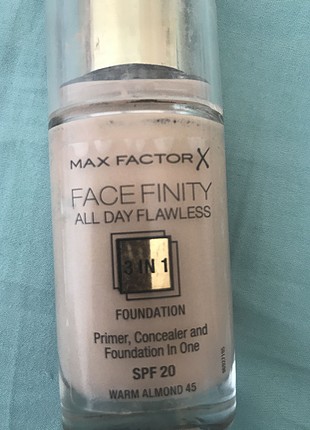 MAX FACTOR X
FACE FINITY
ALL DAY FLAWLESS
3 IN 1
FOUNDATION
Primer, Concealer and
Foundation In One
SPF 20
WARM ALMOND 45